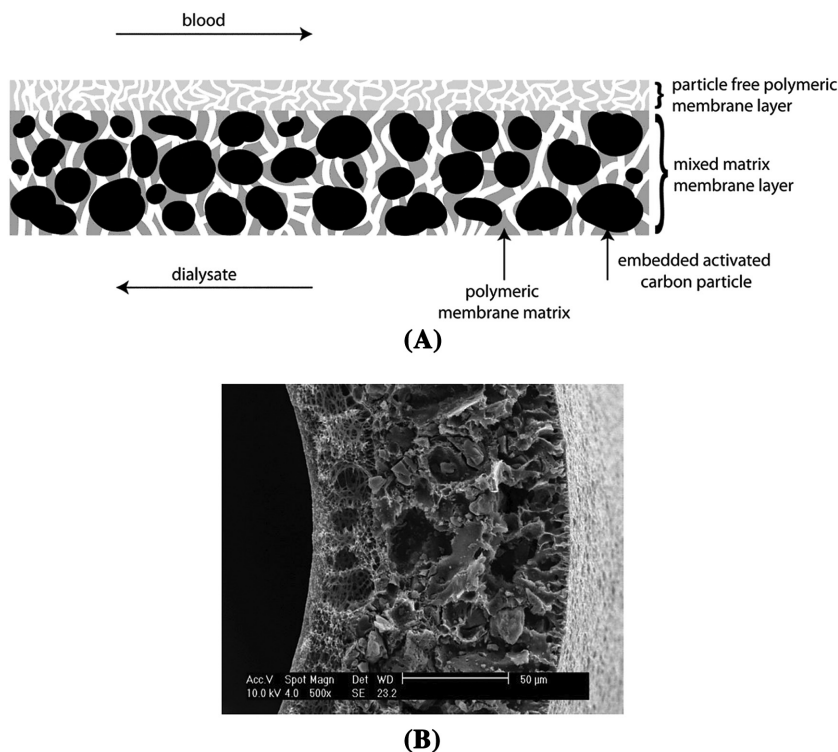 blood
particle free polymeric
membrane layer
mixed matrix
membrane layer
dialysate
embedded activated
carbon particle
polymeric
membrane matrix
(A)
Acc.V Spot Magn Det WD 50 µm
10.0 kV 4.0 500x SE 23.2
(B)